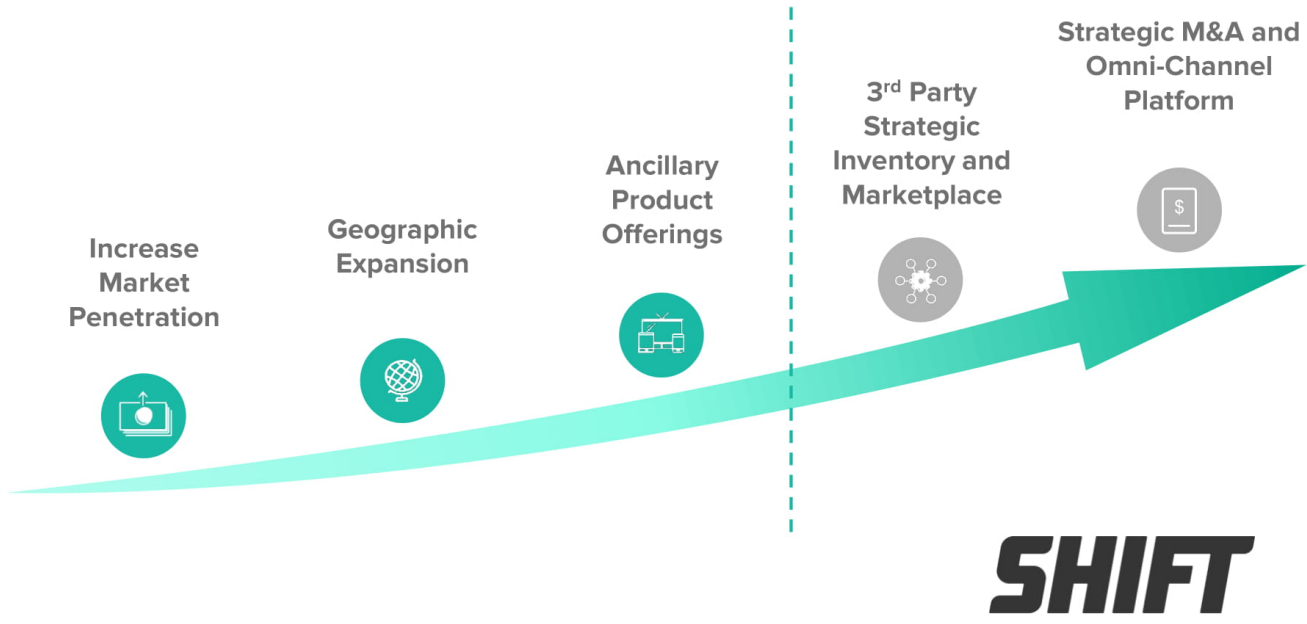 Increase
Market
Penetration
Geographic
Expansion
Ancillary
Product
Offerings
3rd Party
Strategic
Inventory and
Marketplace
Strategic M&A and
Omni-Channel
Platform
$
SHIFT